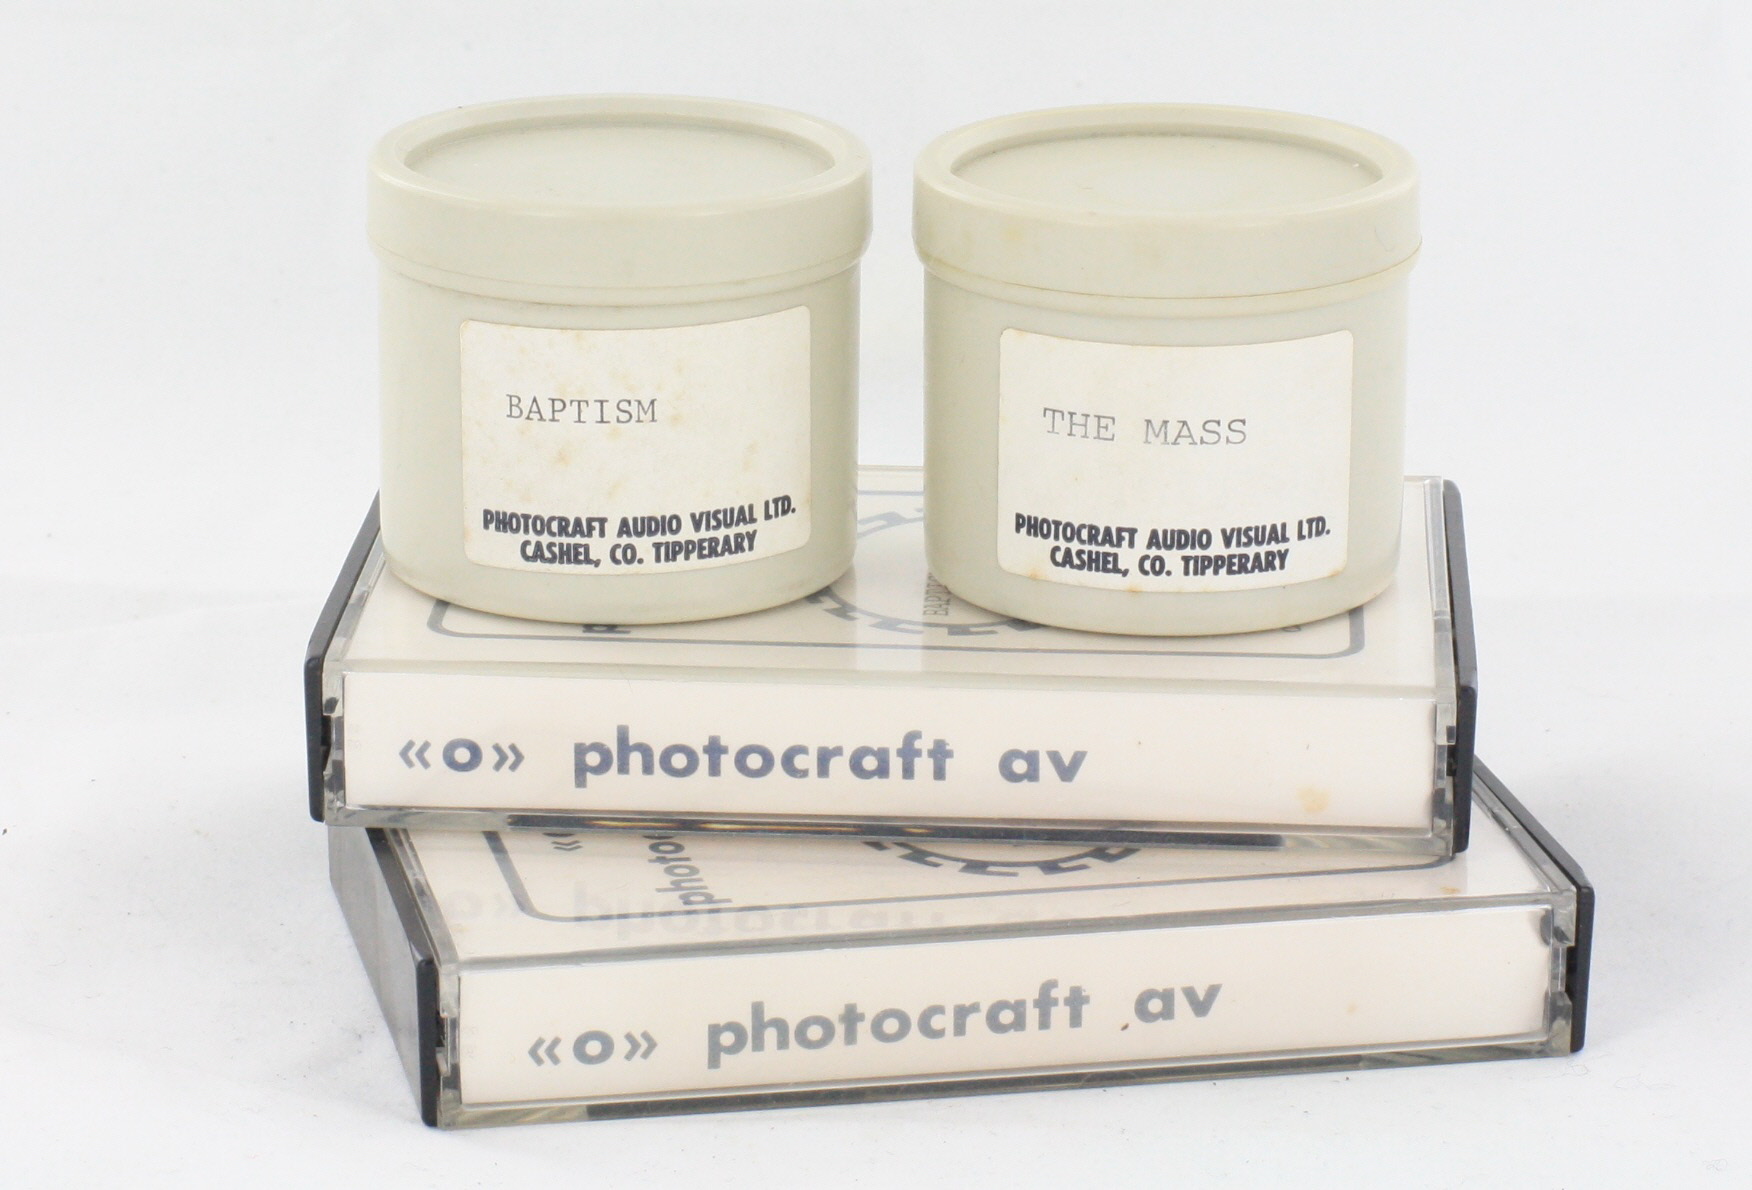 BAPTISM
PHOTOCRAFT AUDIO VISUAL LTD.
CASHEL, CO. TIPPERARY
THE MASS
PHOTOCRAFT AUDIO VISUAL LTD.
CASHEL, CO. TIPPERARY
«o» photocraft av
«o» photocraft av